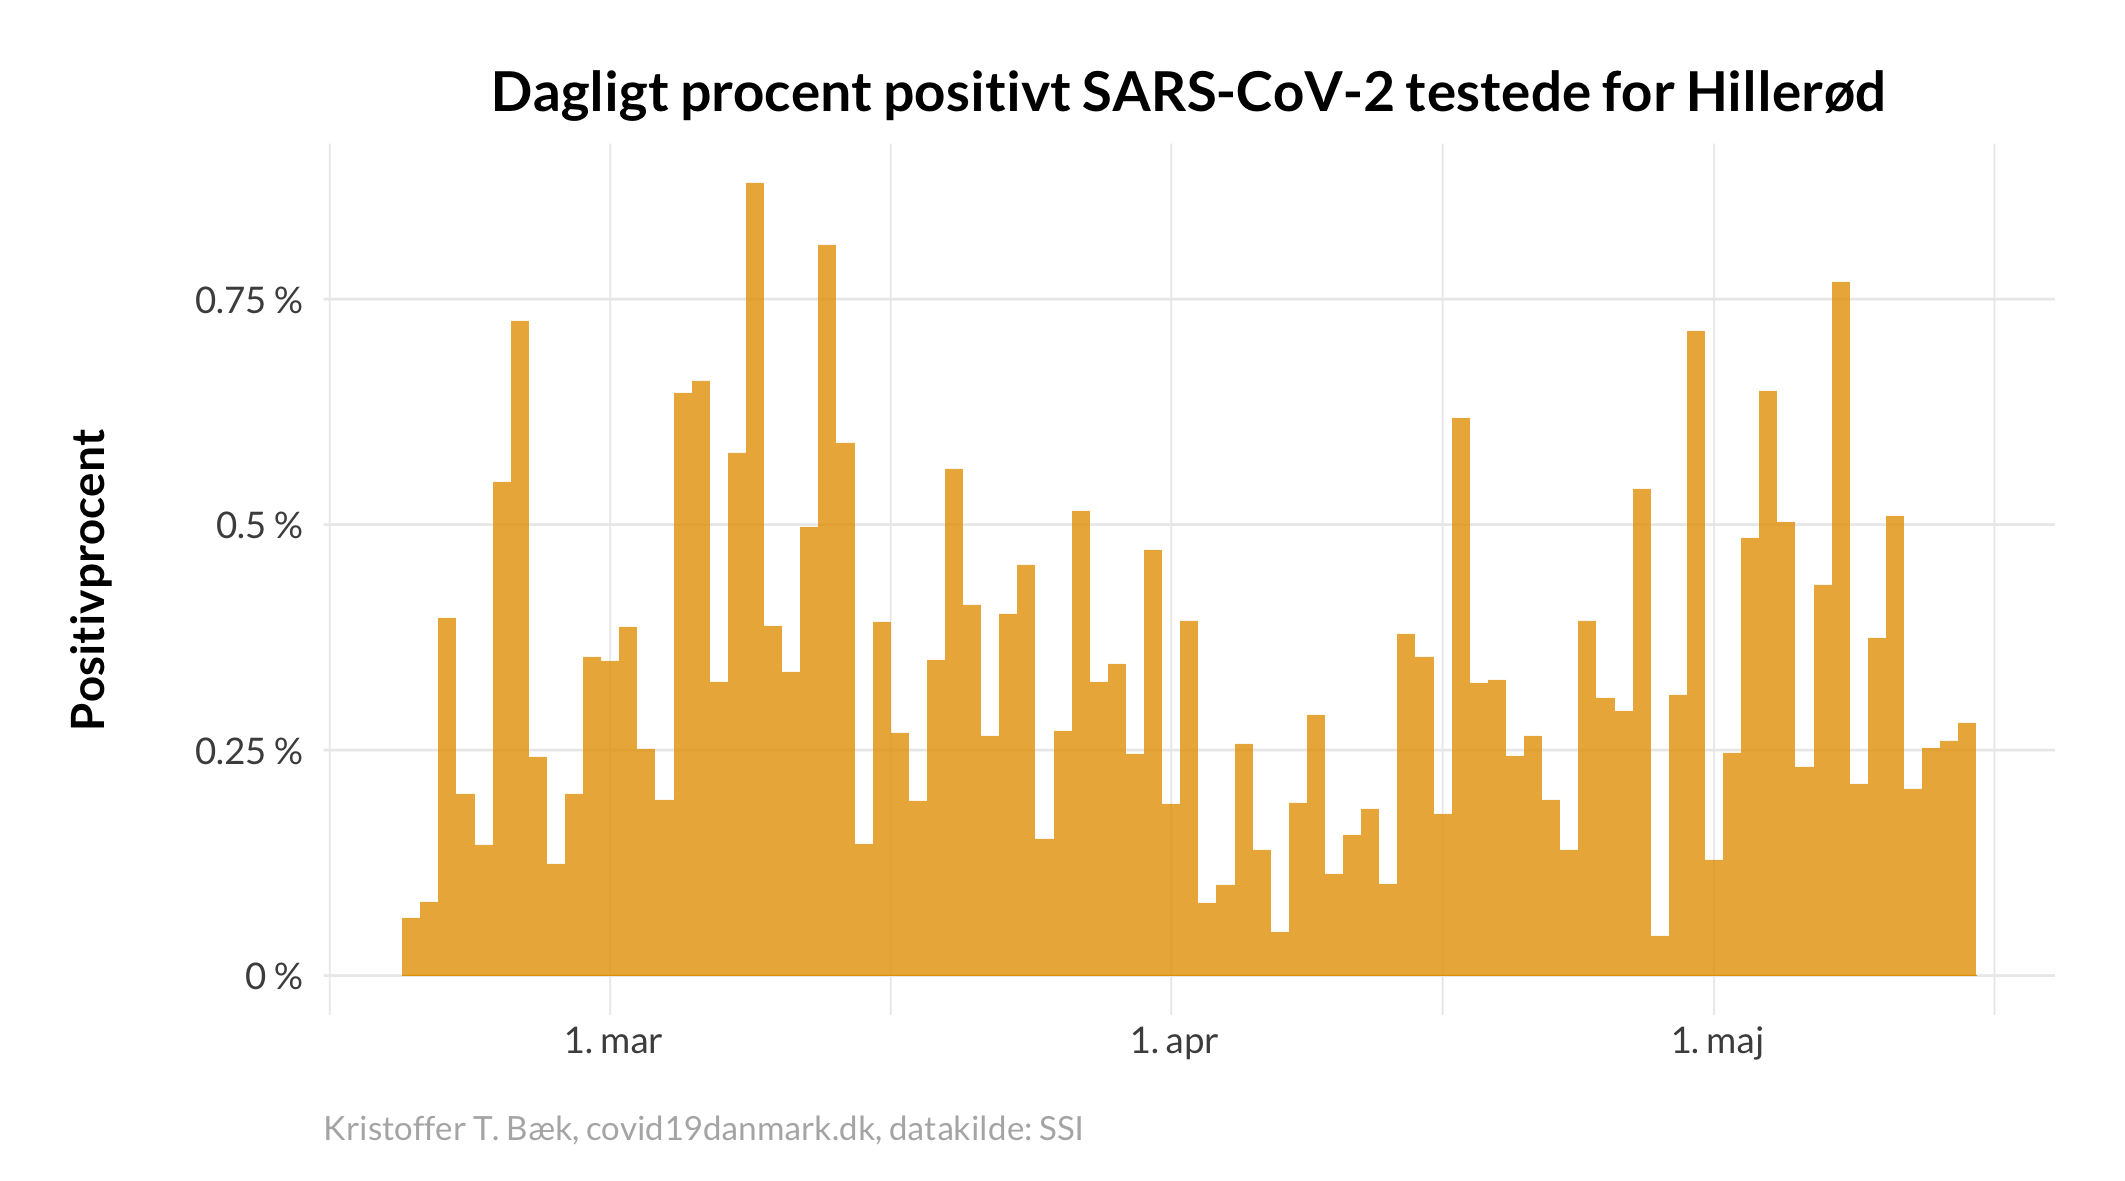 Dagligt procent positivt SARS-CoV-2 testede for Hillerød
Positivprocent
0.75 %
0.5 %
0.25 %
0 %
1. mar
1. apr
1. maj
Kristoffer T. Bæk, covid19danmark.dk, datakilde: SSI